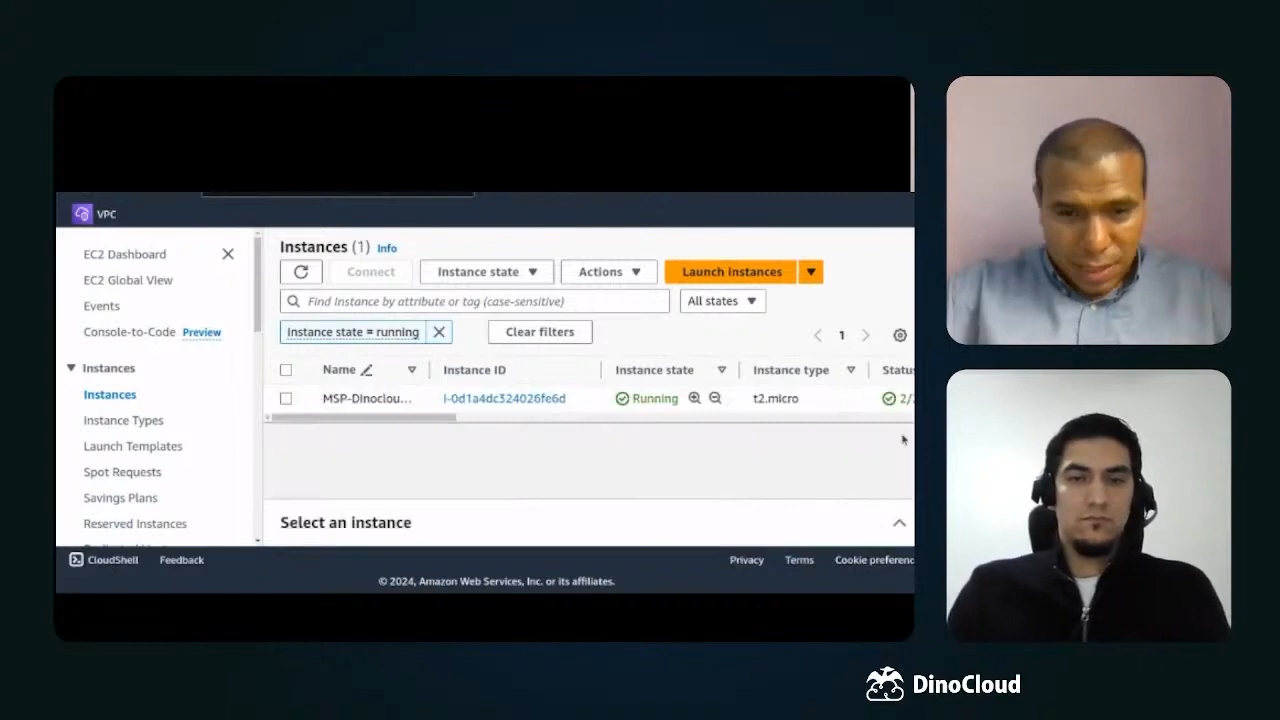 VPC
EC2 Dashboard
EC2 Global View
Events
Console-to-Code Preview
Instances
Instances
Instance Types
Launch Templates
Spot Requests
Savings Plans
Reserved Instances
Instances (1) Info
Connect
Instance state
Actions
Launch instances
Find Instance by attribute or tag (case-sensitive)
All states
Instance state = running
Clear filters
1
Name
Instance ID
Instance state
Instance type
Status
MSP-Dinoclou...
i-0d1a4dc324026fe6d
Running
t2.micro
2/
Select an instance
CloudShell
Feedback
Privacy
Terms
Cookie preferenc
© 2024, Amazon Web Services, Inc. or its affiliates.
DinoCloud